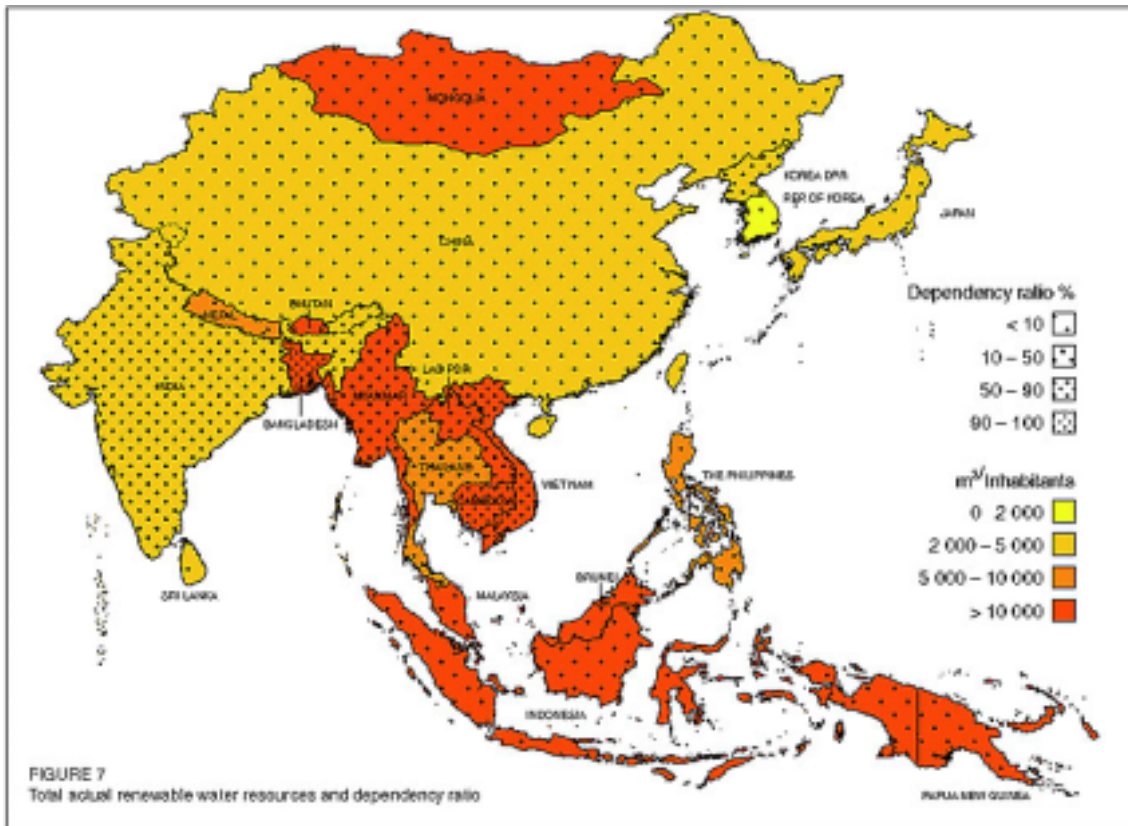 MONGOLIA
KOREA DPR
REP OF KOREA
JAPAN
CHINA
Dependency ratio %
< 10
10 – 50
50 – 90
90 – 100
NEPAL
BHUTAN
INDIA
BANGLADESH
MYANMAR
LAO PDR
THAILAND
VIETNAM
CAMBODIA
THE PHILIPPINES
m³/Inhabitants
0 2 000
2 000 – 5 000
5 000 – 10 000
> 10 000
SRI LANKA
MALAYSIA
BRUNEI
INDONESIA
PAPUA NEW GUINEA
FIGURE 7
Total actual renewable water resources and dependency ratio